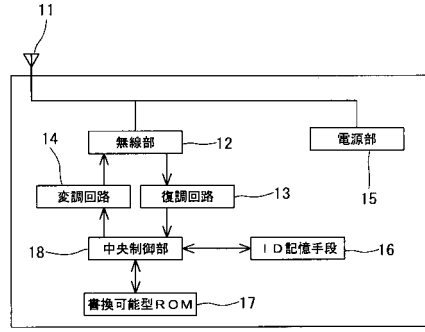 11
14
無線部
12
電源部
15
変調回路
復調回路
13
18
中央制御部
ID記憶手段
16
書換可能型ROM
17